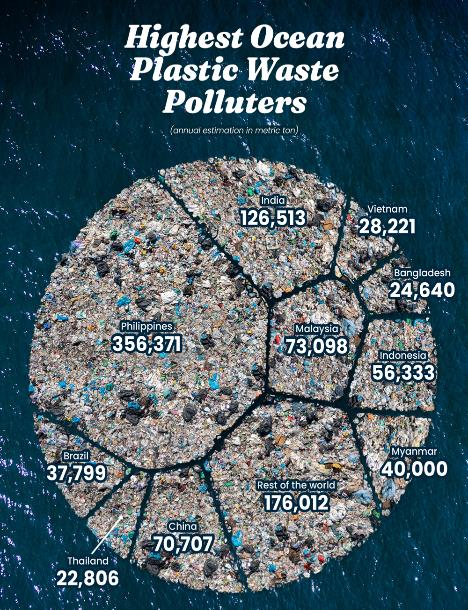 Highest Ocean
Plastic Waste
Polluters
(annual estimation in metric ton)
India
126,513
Vietnam
28,221
Bangladesh
24,640
Philippines
356,371
Malaysia
73,098
Indonesia
56,333
Brazil
37,799
Myanmar
40,000
Rest of the world
176,012
China
70,707
Thailand
22,806